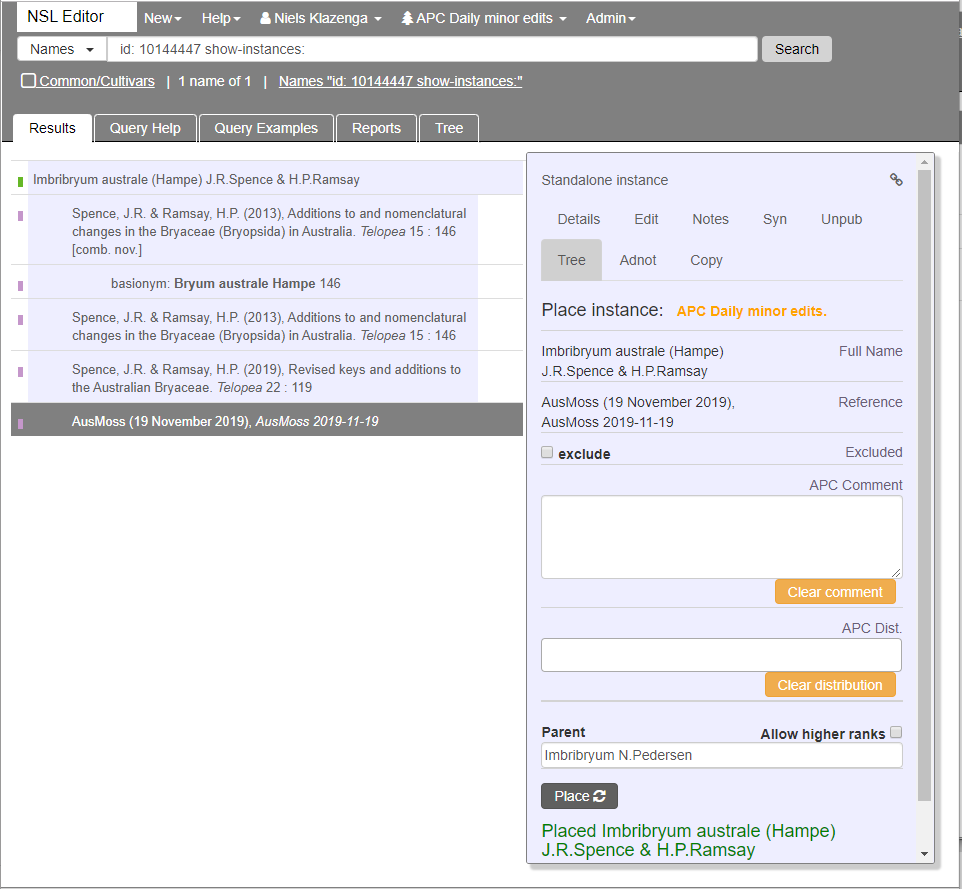 NSL Editor New Help Niels Klazenga APC Daily minor edits Admin
Names id: 10144447 show-instances: Search
Common/Cultivars | 1 name of 1 | Names "id: 10144447 show-instances:"
Results Query Help Query Examples Reports Tree
Imbribryum australe (Hampe) J.R.Spence & H.P.Ramsay
Spence, J.R. & Ramsay, H.P. (2013), Additions to and nomenclatural
changes in the Bryaceae (Bryopsida) in Australia. Telopea 15 : 146
[comb. nov.]
basionym: Bryum australe Hampe 146
Spence, J.R. & Ramsay, H.P. (2013), Additions to and nomenclatural
changes in the Bryaceae (Bryopsida) in Australia. Telopea 15 : 146
Spence, J.R. & Ramsay, H.P. (2019), Revised keys and additions to
the Australian Bryaceae. Telopea 22 : 119
AusMoss (19 November 2019), AusMoss 2019-11-19
Standalone instance
Details Edit Notes Syn Unpub
Tree Adnot Copy
Place instance: APC Daily minor edits.
Imbribryum australe (Hampe) Full Name
J.R.Spence & H.P.Ramsay
AusMoss (19 November 2019), Reference
AusMoss 2019-11-19
exclude Excluded
APC Comment
Clear comment
APC Dist.
Clear distribution
Parent Allow higher ranks
Imbribryum N.Pedersen
Place
Placed Imbribryum australe (Hampe)
J.R.Spence & H.P.Ramsay